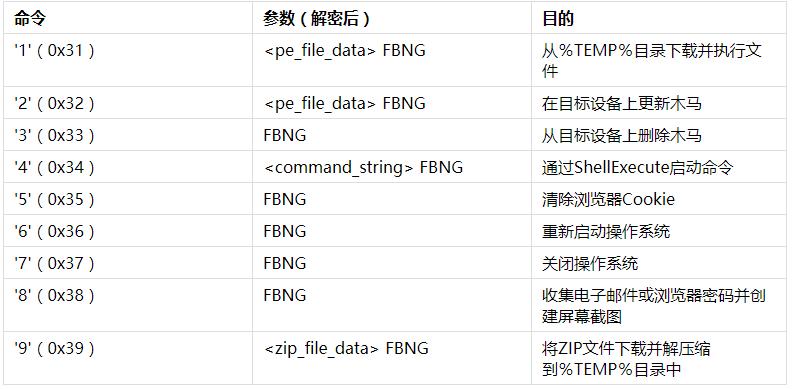 命令 参数（解密后） 目的
'1'（0x31） <pe_file_data> FBNG 从%TEMP%目录下载并执行文
件
'2'（0x32） <pe_file_data> FBNG 在目标设备上更新木马
'3'（0x33） FBNG 从目标设备上删除木马
'4'（0x34） <command_string> FBNG 通过ShellExecute启动命令
'5'（0x35） FBNG 清除浏览器Cookie
'6'（0x36） FBNG 重新启动操作系统
'7'（0x37） FBNG 关闭操作系统
'8'（0x38） FBNG 收集电子邮件或浏览器密码并创
建屏幕截图
'9'（0x39） <zip_file_data> FBNG 将ZIP文件下载并解压缩
到%TEMP%目录中